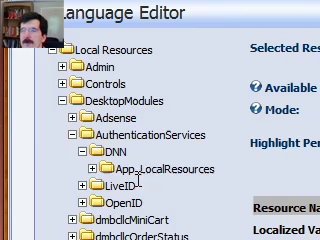 Language Editor
Local Resources
Selected Res
Admin
Controls
Available
DesktopModules
Mode:
Adsense
AuthenticationServices
Highlight Pen
DNN
App_LocalResources
LiveID
OpenID
Resource Na
dmbcllcMiniCart
Localized Va
dmbcllcOrderStatus